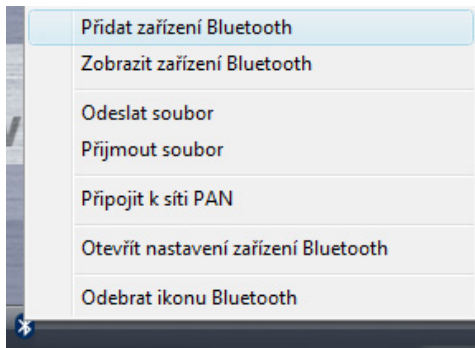 Přidat zařízení Bluetooth
Zobrazit zařízení Bluetooth
Odeslat soubor
Přijmout soubor
Připojit k síti PAN
Otevřít nastavení zařízení Bluetooth
Odebrat ikonu Bluetooth